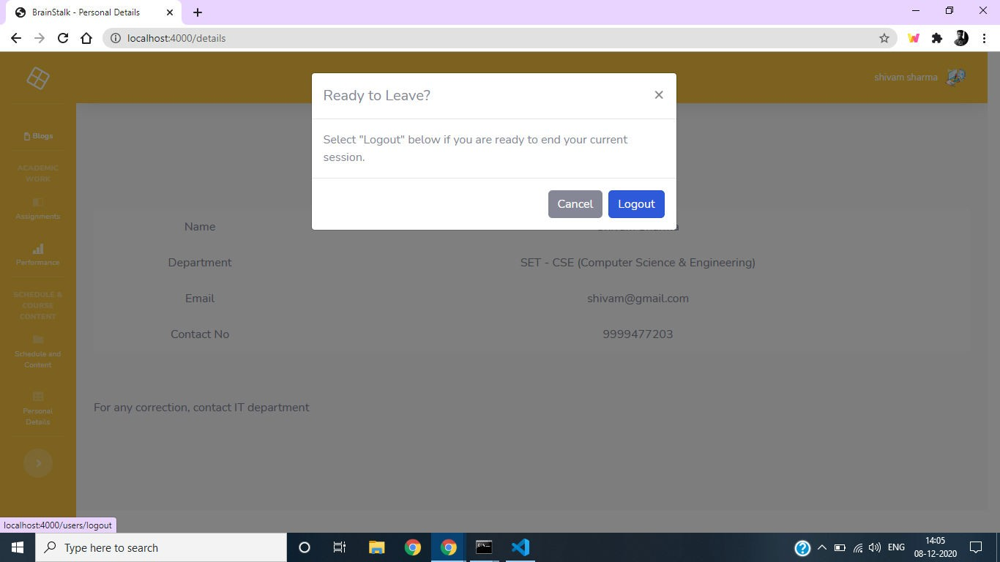 BrainStalk - Personal Details
localhost:4000/details
shivam sharma
Ready to Leave?
Select "Logout" below if you are ready to end your current
session.
Cancel
Logout
Blogs
ACADEMIC
WORK
Assignments
Performance
SCHEDULE &
COURSE
CONTENT
Schedule and
Content
Personal
Details
Name
Department
SET - CSE (Computer Science & Engineering)
Email
shivam@gmail.com
Contact No
9999477203
For any correction, contact IT department
localhost:4000/users/logout
Type here to search
ENG
14:05
08-12-2020